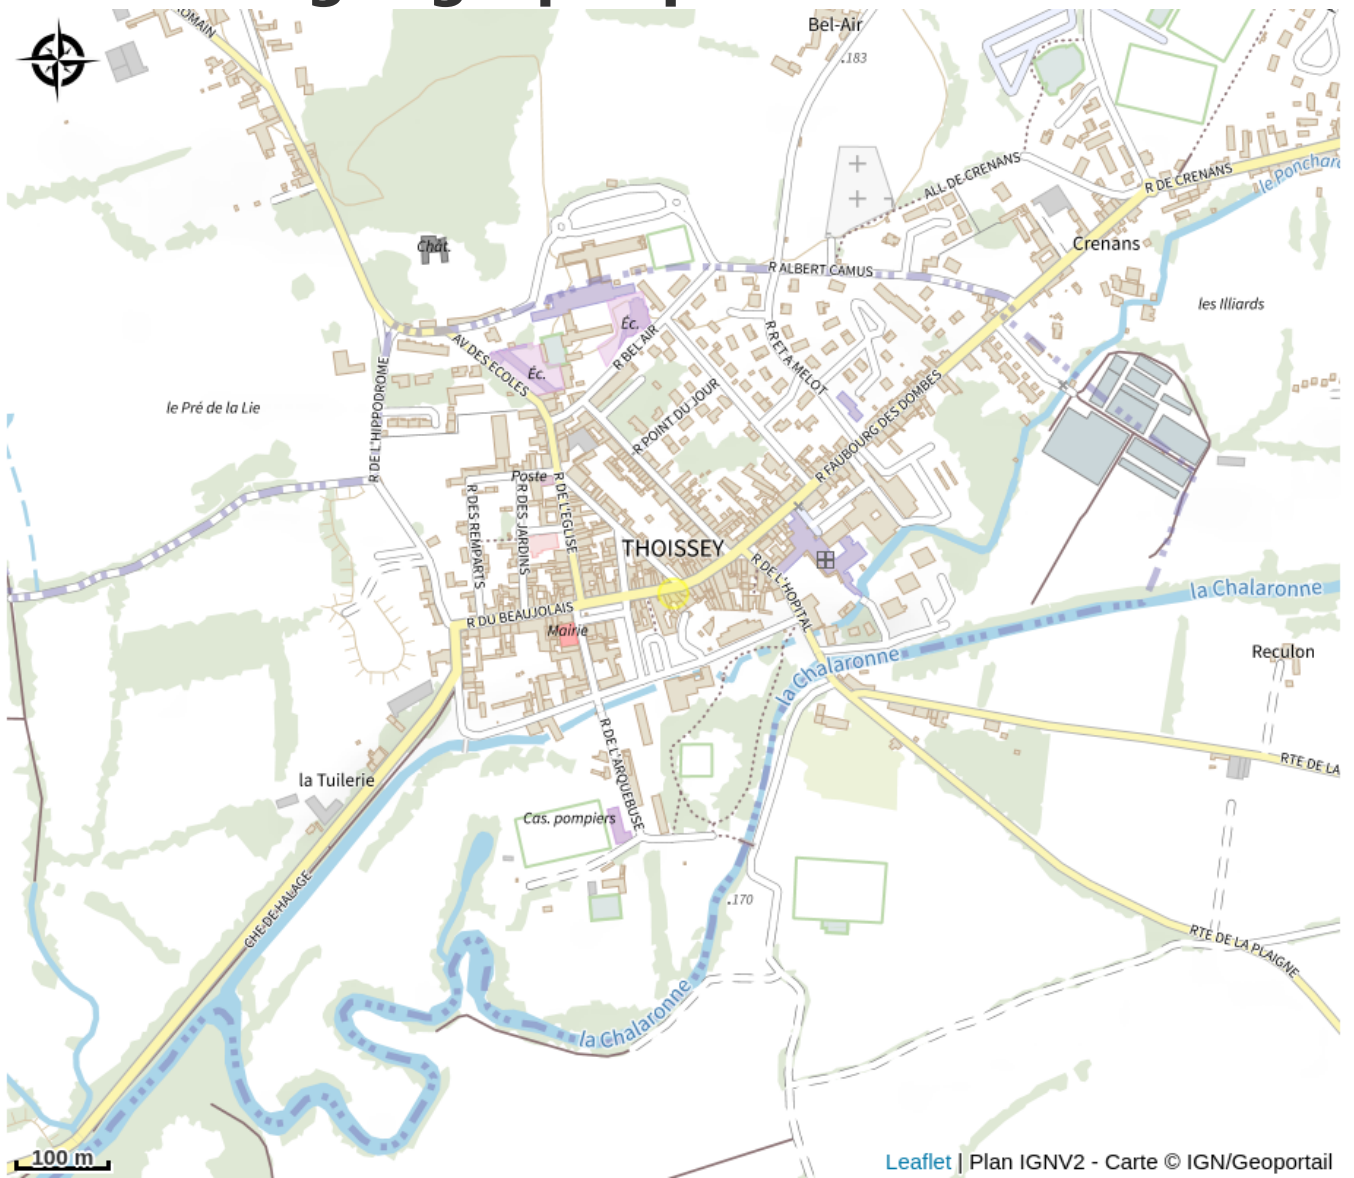 OMAIN
Bel-Air
.183
ALL DE CRENANS
R DE CRENANS
le Ponchar
Chât.
Crenans
R ALBERT CAMUS
les Illiards
Éc.
R BEL AIR
AV DES ECOLES
Éc.
R RET A MELOT
R DE L'HIPPODROME
le Pré de la Lie
R POINT DU JOUR
R FAUBOURG DES DOMBES
Poste
R DES REMPARTS
R DES JARDINS
R DE L'EGLISE
THOISSEY
R DE L'HOPITAL
la Chalaronne
R DU BEAUJOLAIS
Mairie
la Chalaronne
Reculon
R DE L'ARQUEBUSE
RTE DE LA
la Tuilerie
Cas. pompiers
CHE DE HALAGE
.170
RTE DE LA PLAIGNE
la Chalaronne
100 m
Leaflet | Plan IGNV2 - Carte © IGN/Geoportail